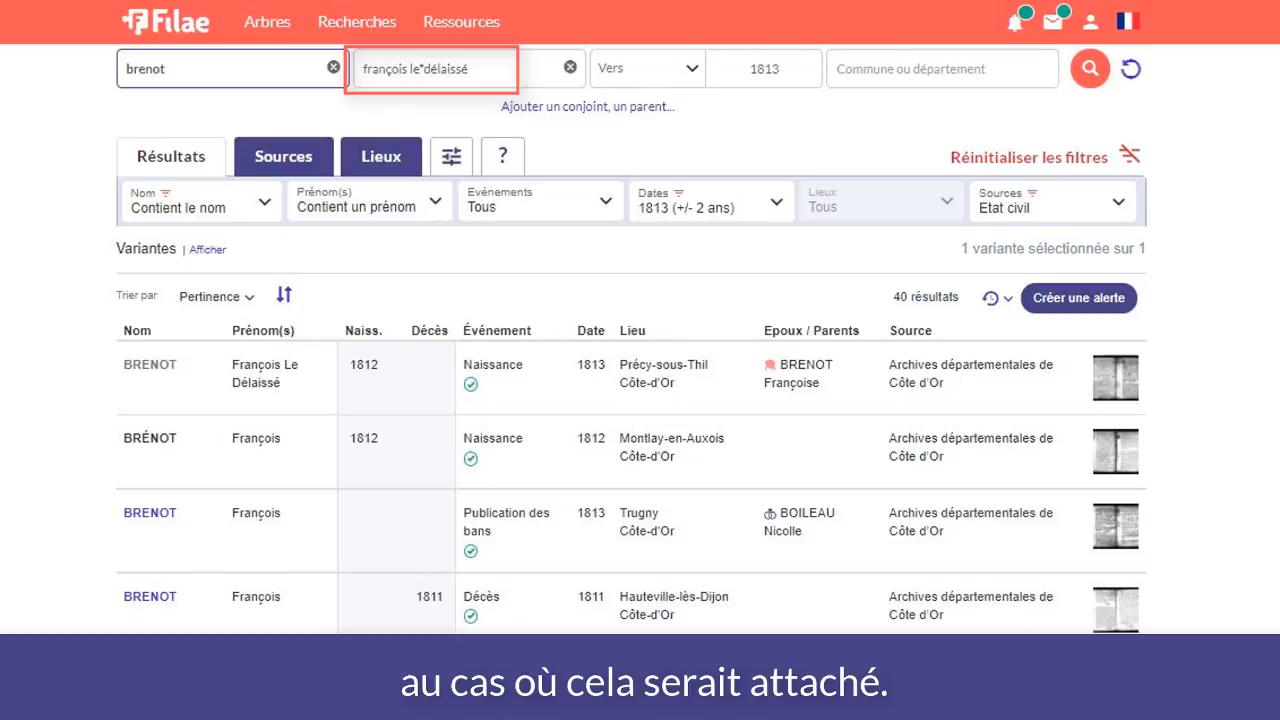 Filae Arbres Recherches Ressources
brenot françois le*délaissé Vers 1813 Commune ou département
Ajouter un conjoint, un parent...
Résultats Sources Lieux ? Réinitialiser les filtres
Nom Prénom(s) Evénements Dates Lieux Sources
Contient le nom Contient un prénom Tous 1813 (+/- 2 ans) Tous Etat civil
Variantes | Afficher 1 variante sélectionnée sur 1
Trier par Pertinence 40 résultats Créer une alerte
Nom Prénom(s) Naiss. Décès Événement Date Lieu Epoux / Parents Source
BRENOT François Le 1812 Naissance 1813 Précy-sous-Thil BRENOT Archives départementales de
Délaissé Côte-d'Or Françoise Côte d'Or
BRÉNOT François 1812 Naissance 1812 Montlay-en-Auxois Archives départementales de
Côte-d'Or Côte d'Or
BRENOT François Publication des 1813 Trugny BOILEAU Archives départementales de
bans Côte-d'Or Nicolle Côte d'Or
BRENOT François 1811 Décès 1811 Hauteville-lès-Dijon Archives départementales de
Côte-d'Or Côte d'Or
au cas où cela serait attaché.